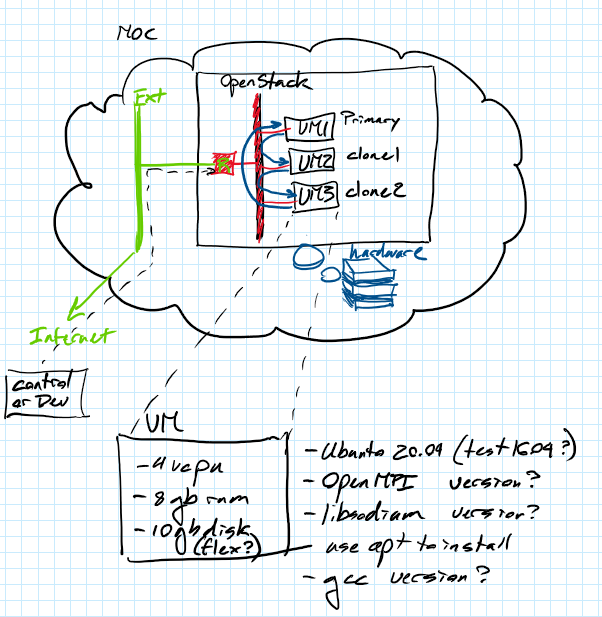 MOC
OpenStack
Ext
VM1 Primary
VM2 clone1
VM3 clone2
hardware
Internet
control
or Dev
VM
- 4 vcpu
- 8 gb ram
- 10 gb disk
(flex?)
- Ubuntu 20.04 (test 1604?)
- OpenMPI version?
- libsodium version?
- use apt to install
- gcc version?